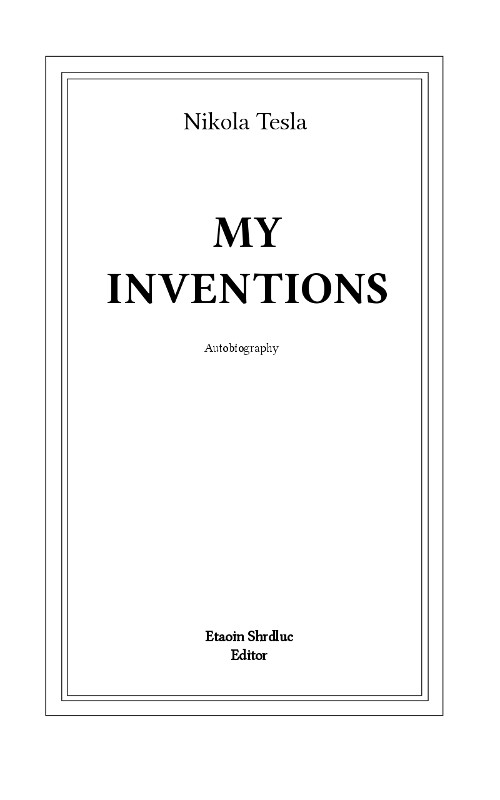 Nikola Tesla
MY
INVENTIONS
Autobiography
Etaoin Shrdluc
Editor